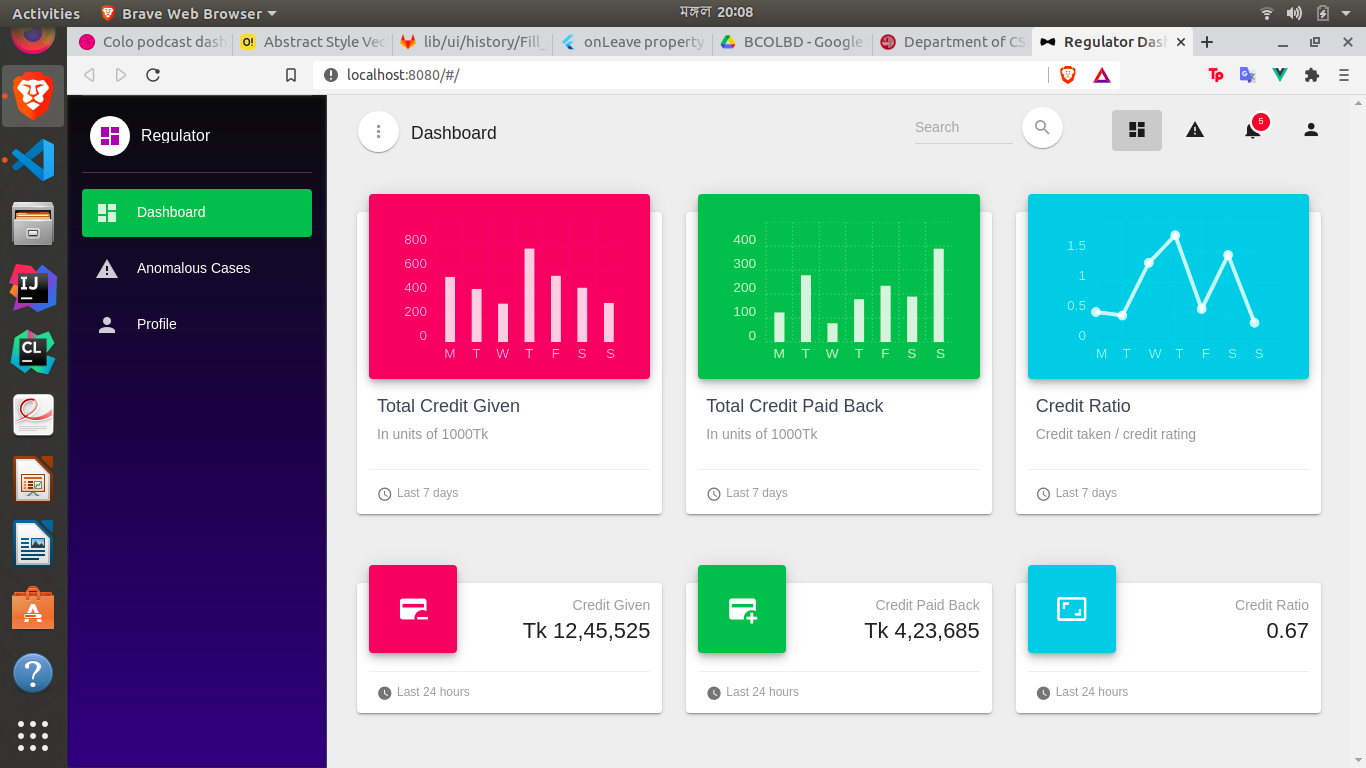 Activities Brave Web Browser মঙ্গল 20:08
Colo podcast dash Abstract Style Vec lib/ui/history/Fill_ onLeave property BCOLBD - Google Department of CS Regulator Dash
localhost:8080/#/
Regulator
Dashboard
Anomalous Cases
Profile
Dashboard
Search
5
800
600
400
200
0
M T W T F S S
Total Credit Given
In units of 1000Tk
Last 7 days
400
300
200
100
0
M T W T F S S
Total Credit Paid Back
In units of 1000Tk
Last 7 days
1.5
1
0.5
0
M T W T F S S
Credit Ratio
Credit taken / credit rating
Last 7 days
Credit Given
Tk 12,45,525
Last 24 hours
Credit Paid Back
Tk 4,23,685
Last 24 hours
Credit Ratio
0.67
Last 24 hours